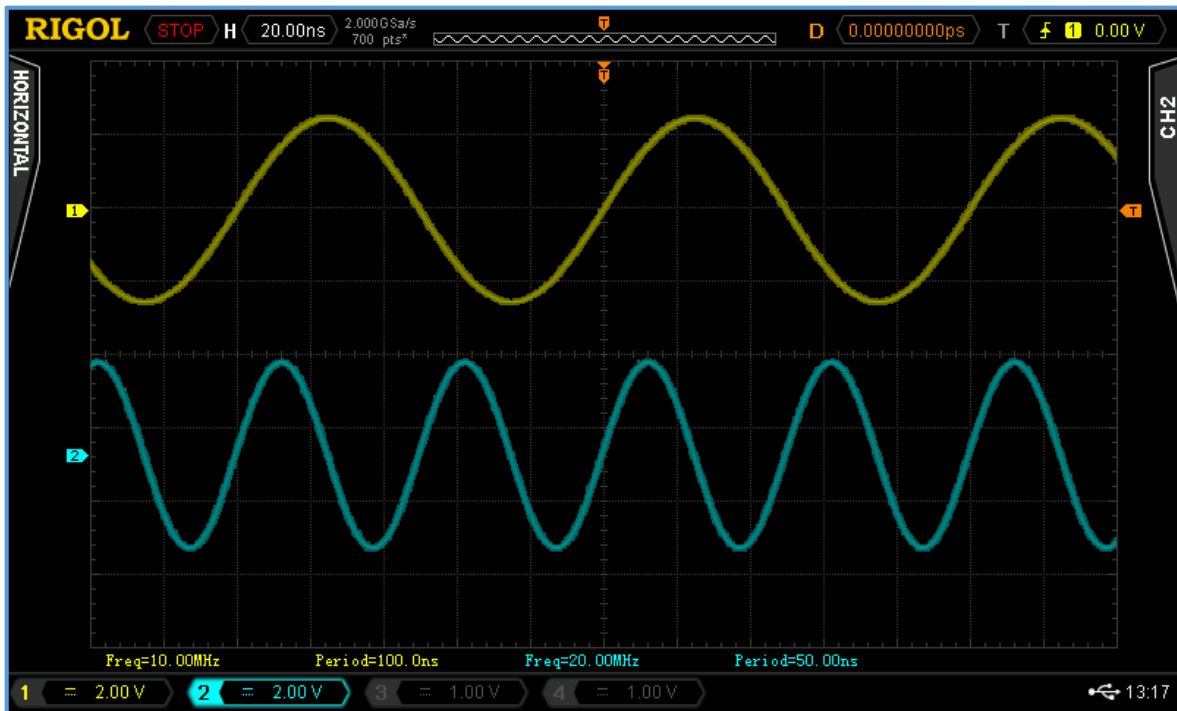 RIGOL STOP H 20.00ns 2.000GSa/s 700 pts* T D 0.00000000ps T 1 0.00 V
T
HORIZONTAL
CH2
1
T
2
Freq=10.00MHz Period=100.0ns Freq=20.00MHz Period=50.00ns
1 = 2.00 V 2 = 2.00 V 3 = 1.00 V 4 = 1.00 V 13:17